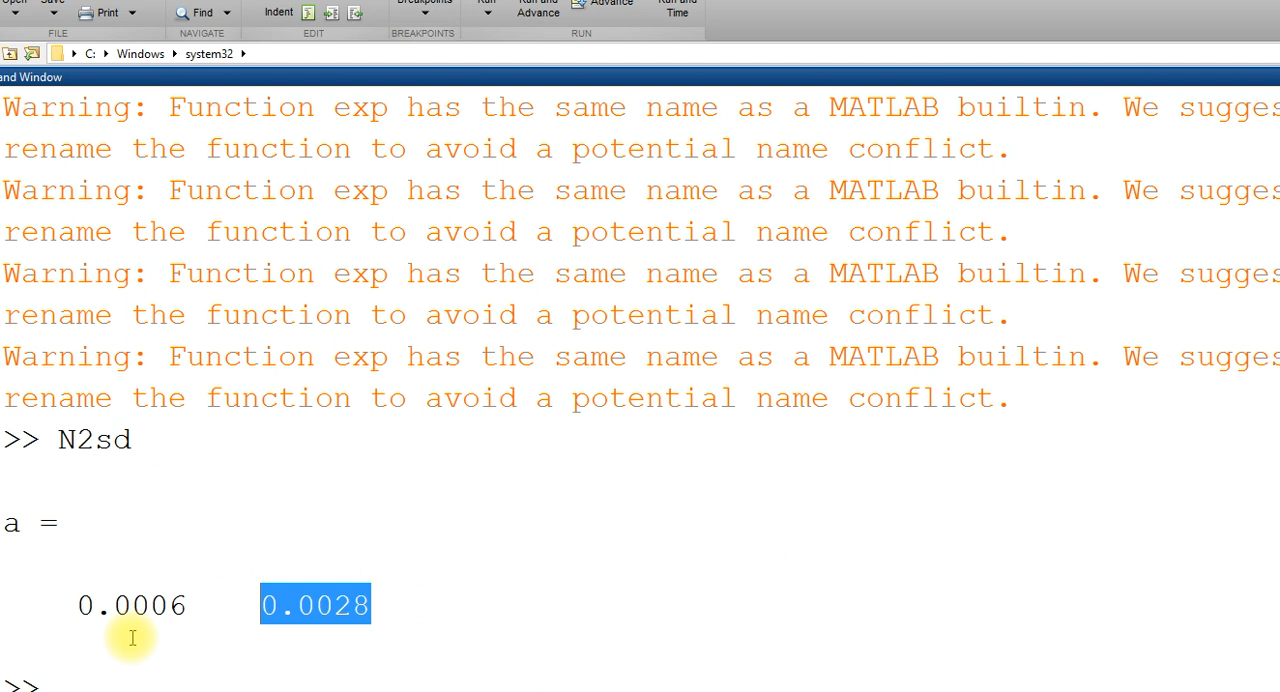 Print
Find
Indent
Advance
Advance
Time
FILE
NAVIGATE
EDIT
BREAKPOINTS
RUN
C: Windows system32
and Window
Warning: Function exp has the same name as a MATLAB builtin. We sugges
rename the function to avoid a potential name conflict.
Warning: Function exp has the same name as a MATLAB builtin. We sugges
rename the function to avoid a potential name conflict.
Warning: Function exp has the same name as a MATLAB builtin. We sugges
rename the function to avoid a potential name conflict.
Warning: Function exp has the same name as a MATLAB builtin. We sugges
rename the function to avoid a potential name conflict.
>> N2sd
a =
0.0006 0.0028
>>